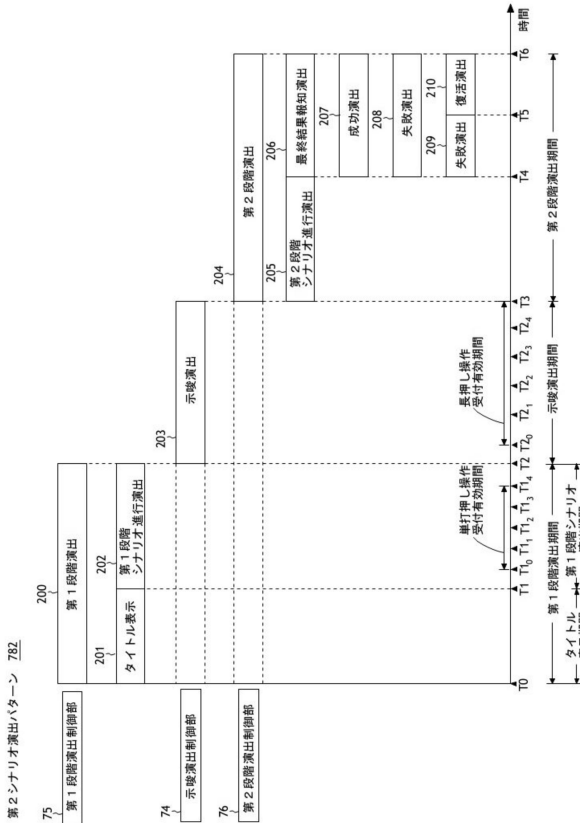 第2シナリオ演出パターン 782
75
第1段階演出制御部
200
第1段階演出
201
タイトル表示
202
第1段階
シナリオ進行演出
74
示唆演出制御部
203
示唆演出
76
第2段階演出制御部
204
第2段階演出
205
第2段階
シナリオ進行演出
206
最終結果報知演出
207
成功演出
208
失敗演出
209
失敗演出
210
復活演出
単打押し操作
受付有効期間
長押し操作
受付有効期間
T0
T1
T1₀
T1₁
T1₂
T1₃
T1₄
T2
T2₀
T2₁
T2₂
T2₃
T2₄
T3
T4
T5
T6
時間
第1段階演出期間
示唆演出期間
第2段階演出期間
タイトル
第1段階シナリオ